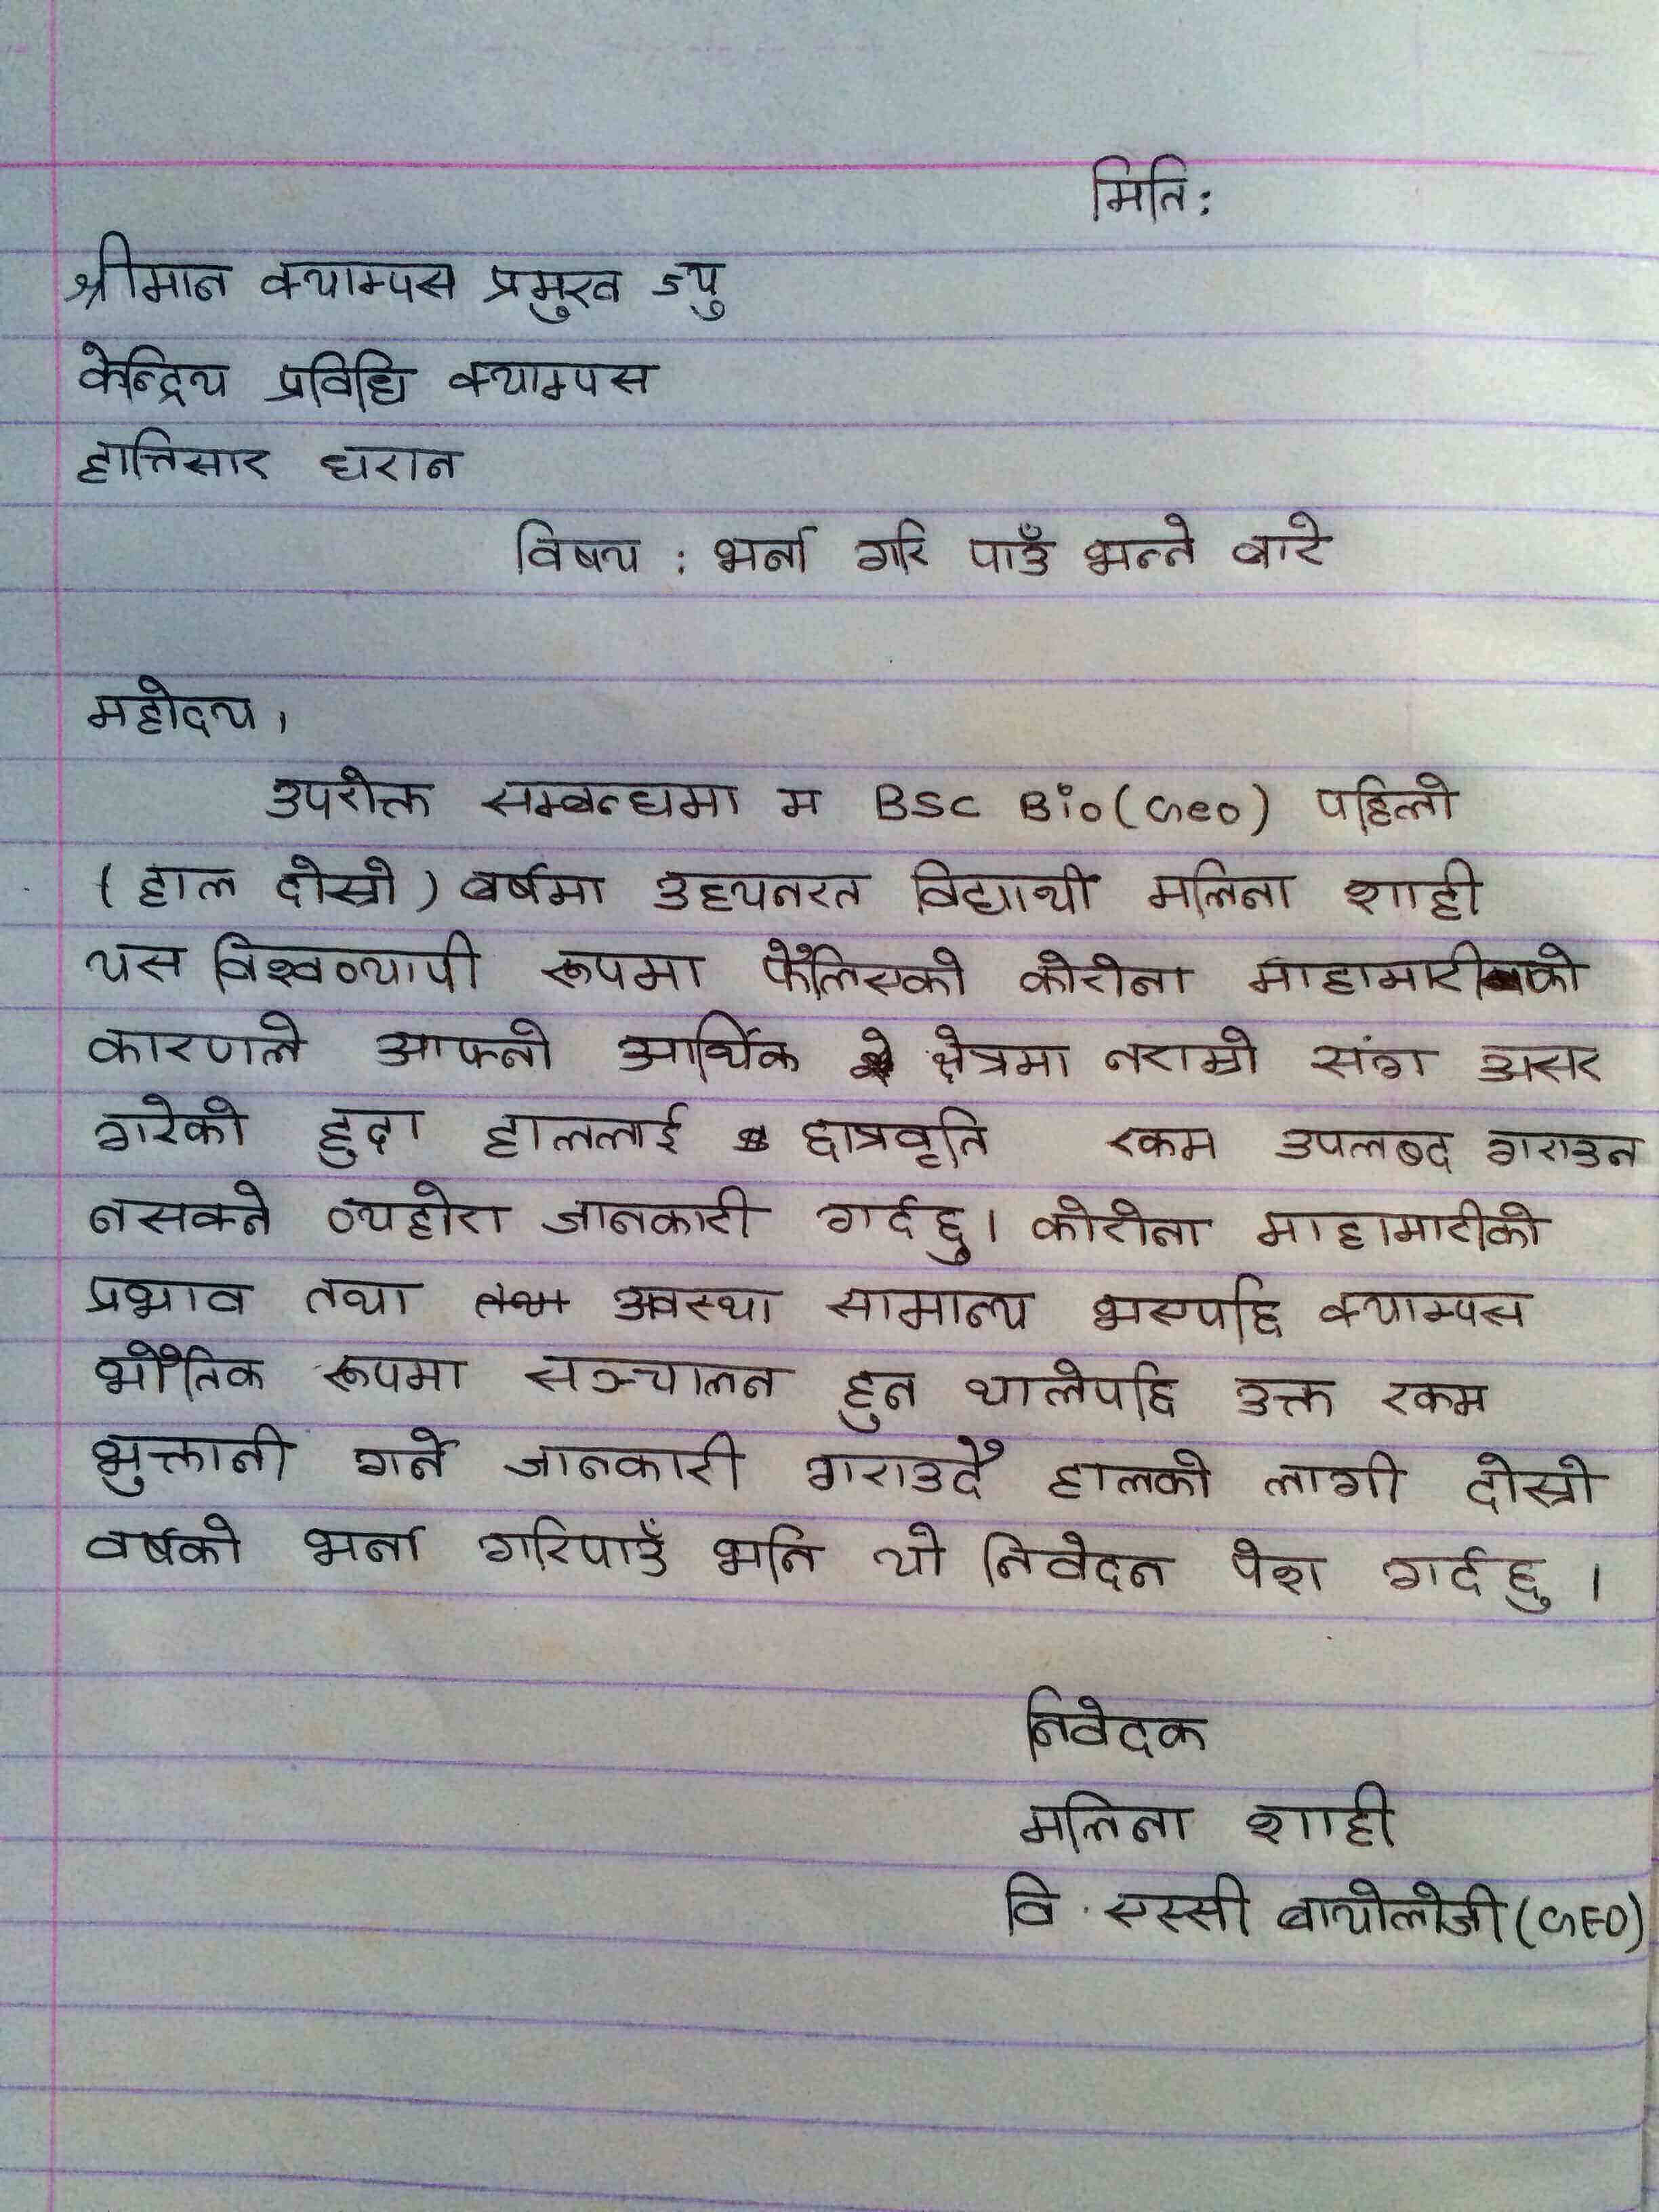 मिति:
श्रीमान क्याम्पस प्रमुख ज्यु
केन्द्रिय प्रविधि क्याम्पस
हात्तिसार धरान
विषय : भर्ना गरि पाउँ भन्ने बारे
महोदय,
उपरोक्त सम्बन्धमा म BSC Bio(Geo) पहिलो
(हाल दोस्रो) बर्षमा अध्यनरत विद्यार्थी मलिना शाही
यस विश्वव्यापी रूपमा फैलिएको कोरोना माहामारीको
कारणले आफ्नो आर्थिक क्षेत्रमा नराम्रो संग असर
गरेको हुदा हाललाई छात्रवृति रकम उपलब्द गराउन
नसक्ने व्यहोरा जानकारी गर्दछु। कोरोना माहामारीको
प्रभाव तथा अवस्था सामान्य भएपछि क्याम्पस
भौतिक रूपमा सञ्चालन हुन थालेपछि उक्त रकम
भुक्तानी गर्ने जानकारी गराउदै हालको लागी दोस्रो
वर्षको भर्ना गरिपाउँ भनि यो निवेदन पेश गर्दछु ।
निवेदक
मलिना शाही
वि . एस्सी बायोलोजी (GEO)